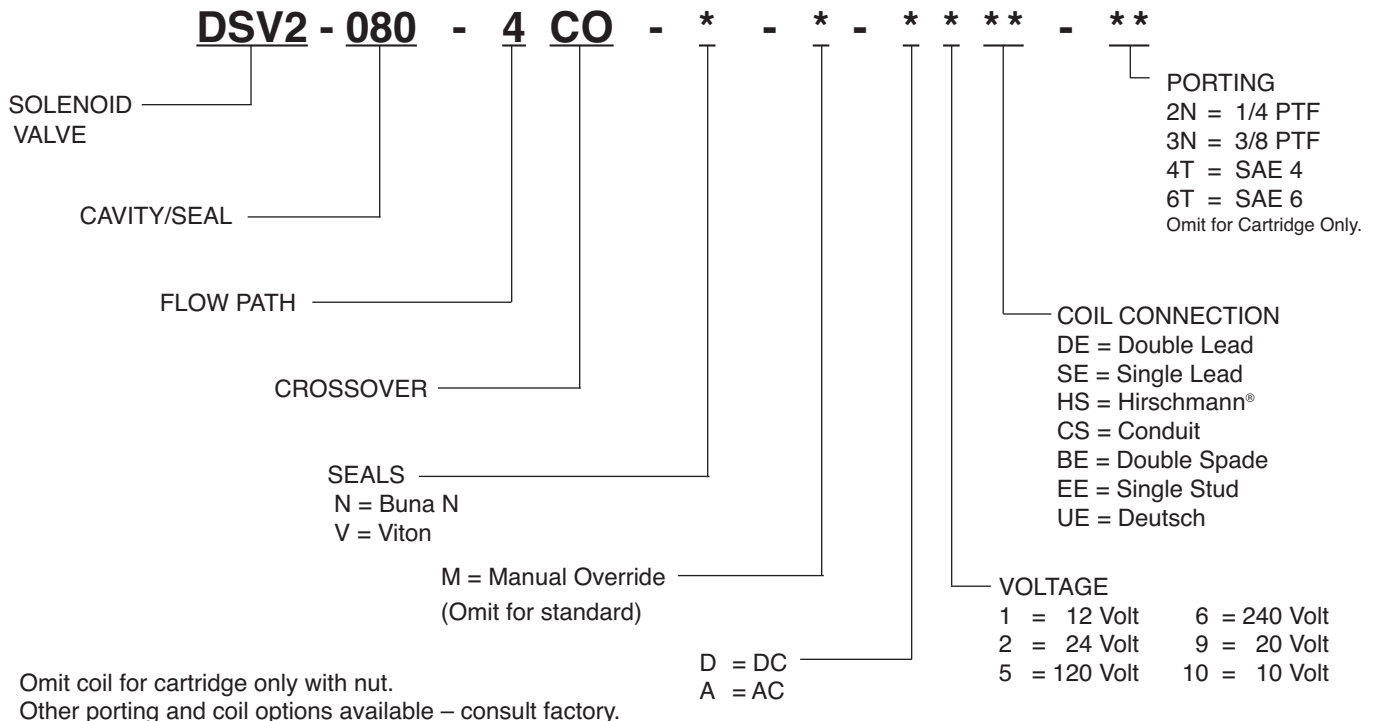 DSV2 - 080 - 4 CO - * - * - * * ** - **
SOLENOID
VALVE
CAVITY/SEAL
FLOW PATH
CROSSOVER
SEALS
N = Buna N
V = Viton
M = Manual Override
(Omit for standard)
D = DC
A = AC
VOLTAGE
1 = 12 Volt 6 = 240 Volt
2 = 24 Volt 9 = 20 Volt
5 = 120 Volt 10 = 10 Volt
COIL CONNECTION
DE = Double Lead
SE = Single Lead
HS = Hirschmann®
CS = Conduit
BE = Double Spade
EE = Single Stud
UE = Deutsch
PORTING
2N = 1/4 PTF
3N = 3/8 PTF
4T = SAE 4
6T = SAE 6
Omit for Cartridge Only.
Omit coil for cartridge only with nut.
Other porting and coil options available – consult factory.